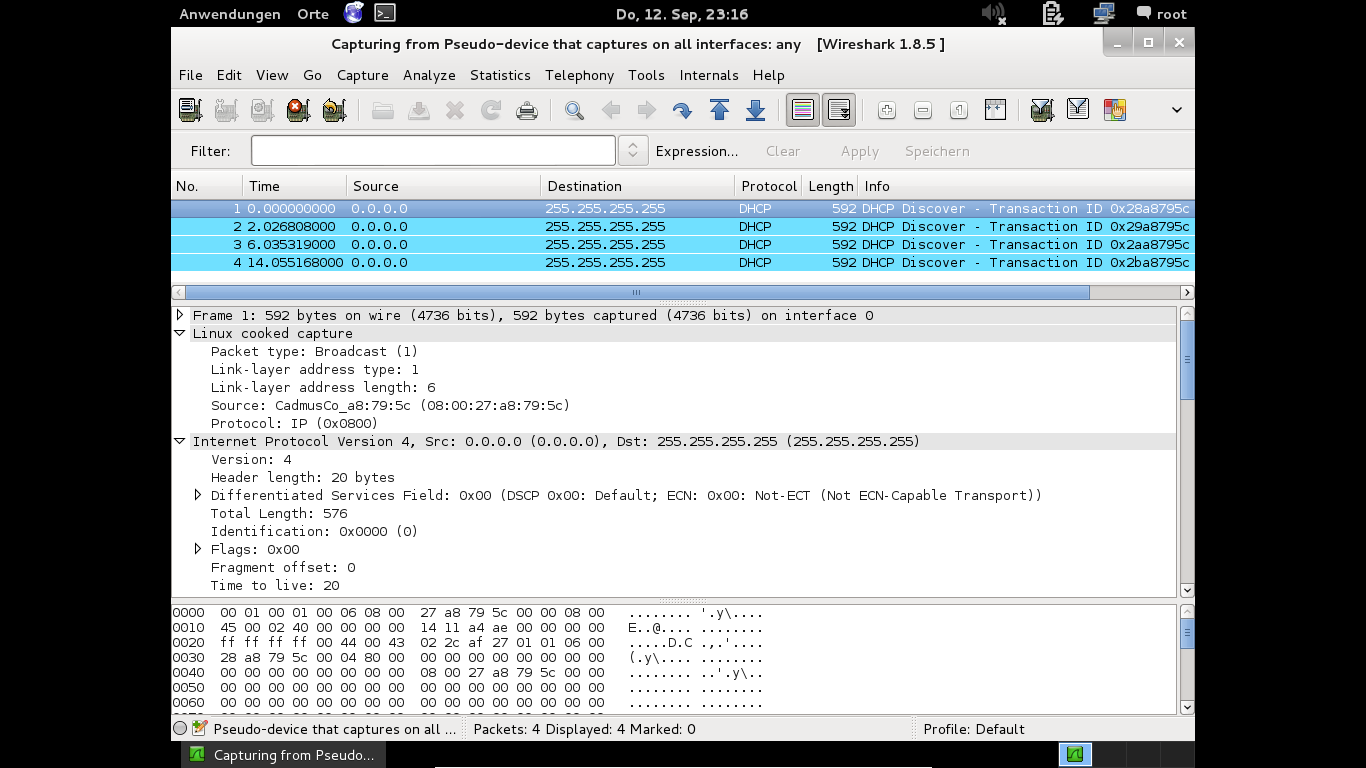 Anwendungen Orte Do, 12. Sep, 23:16 root
Capturing from Pseudo-device that captures on all interfaces: any [Wireshark 1.8.5 ]
File Edit View Go Capture Analyze Statistics Telephony Tools Internals Help
Filter: Expression... Clear Apply Speichern
No. Time Source Destination Protocol Length Info
1 0.000000000 0.0.0.0 255.255.255.255 DHCP 592 DHCP Discover - Transaction ID 0x28a8795c
2 2.026808000 0.0.0.0 255.255.255.255 DHCP 592 DHCP Discover - Transaction ID 0x29a8795c
3 6.035319000 0.0.0.0 255.255.255.255 DHCP 592 DHCP Discover - Transaction ID 0x2aa8795c
4 14.055168000 0.0.0.0 255.255.255.255 DHCP 592 DHCP Discover - Transaction ID 0x2ba8795c
Frame 1: 592 bytes on wire (4736 bits), 592 bytes captured (4736 bits) on interface 0
Linux cooked capture
Packet type: Broadcast (1)
Link-layer address type: 1
Link-layer address length: 6
Source: CadmusCo_a8:79:5c (08:00:27:a8:79:5c)
Protocol: IP (0x0800)
Internet Protocol Version 4, Src: 0.0.0.0 (0.0.0.0), Dst: 255.255.255.255 (255.255.255.255)
Version: 4
Header length: 20 bytes
Differentiated Services Field: 0x00 (DSCP 0x00: Default; ECN: 0x00: Not-ECT (Not ECN-Capable Transport))
Total Length: 576
Identification: 0x0000 (0)
Flags: 0x00
Fragment offset: 0
Time to live: 20
0000 00 01 00 01 00 06 08 00 27 a8 79 5c 00 00 08 00 ........ '.y\....
0010 45 00 02 40 00 00 00 00 14 11 a4 ae 00 00 00 00 E..@.... ........
0020 ff ff ff ff 00 44 00 43 02 2c af 27 01 01 06 00 .....D.C .,.'....
0030 28 a8 79 5c 00 04 80 00 00 00 00 00 00 00 00 00 (.y\.... ........
0040 00 00 00 00 00 00 00 00 08 00 27 a8 79 5c 00 00 ........ ..'.y\..
0050 00 00 00 00 00 00 00 00 00 00 00 00 00 00 00 00 ........ ........
0060 00 00 00 00 00 00 00 00 00 00 00 00 00 00 00 00 ........ ........
Pseudo-device that captures on all ... Packets: 4 Displayed: 4 Marked: 0 Profile: Default
Capturing from Pseudo...